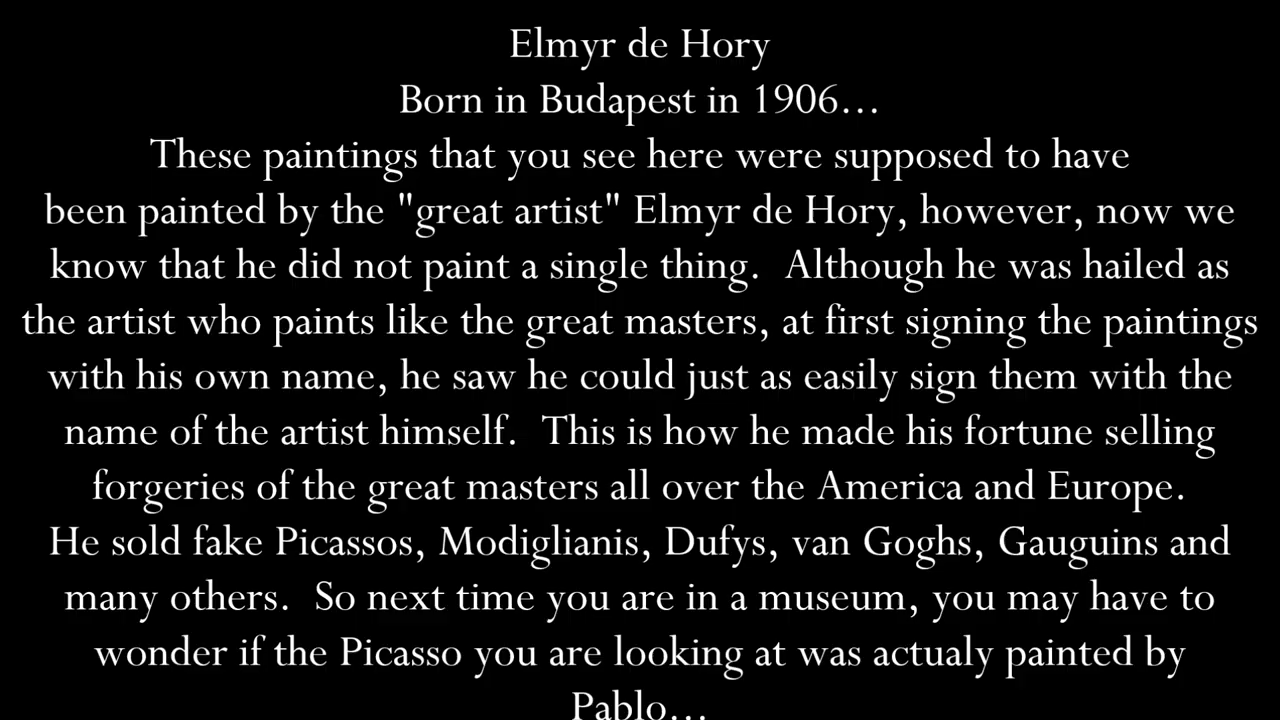 Elmyr de Hory
Born in Budapest in 1906...
These paintings that you see here were supposed to have
been painted by the "great artist" Elmyr de Hory, however, now we
know that he did not paint a single thing.  Although he was hailed as
the artist who paints like the great masters, at first signing the paintings
with his own name, he saw he could just as easily sign them with the
name of the artist himself.  This is how he made his fortune selling
forgeries of the great masters all over the America and Europe.
He sold fake Picassos, Modiglianis, Dufys, van Goghs, Gauguins and
many others.  So next time you are in a museum, you may have to
wonder if the Picasso you are looking at was actualy painted by
Pablo...